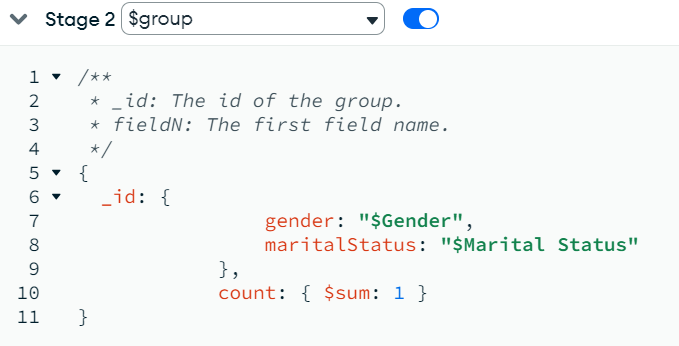 Stage 2 $group
1 /**
2  * _id: The id of the group.
3  * fieldN: The first field name.
4  */
5 {
6   _id: {
7                 gender: "$Gender",
8                 maritalStatus: "$Marital Status"
9             },
10             count: { $sum: 1 }
11 }